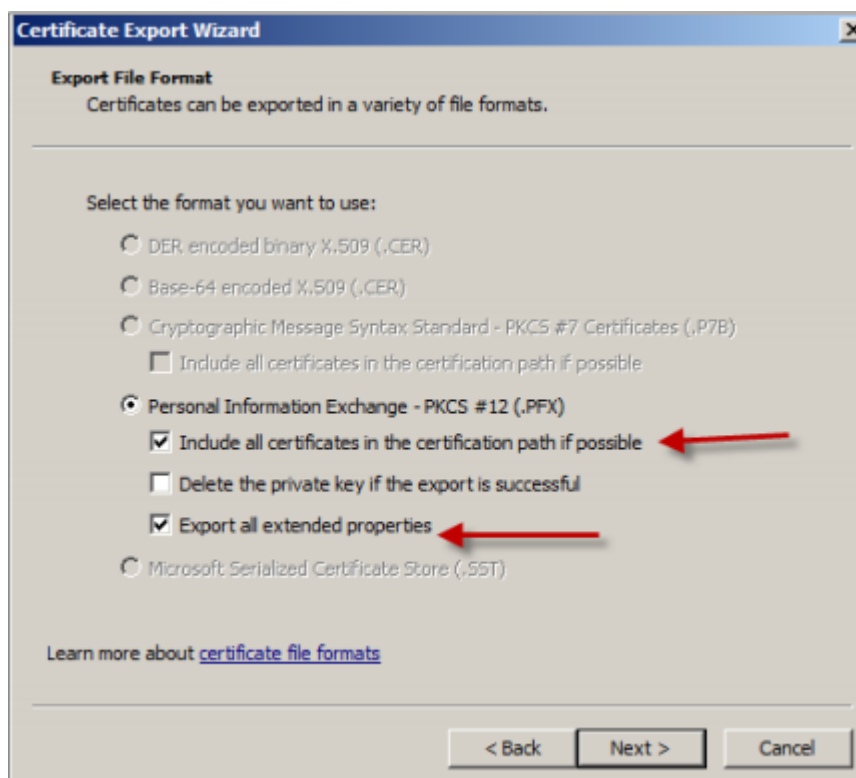 Certificate Export Wizard
Export File Format
Certificates can be exported in a variety of file formats.
Select the format you want to use:
DER encoded binary X.509 (.CER)
Base-64 encoded X.509 (.CER)
Cryptographic Message Syntax Standard - PKCS #7 Certificates (.P7B)
Include all certificates in the certification path if possible
Personal Information Exchange - PKCS #12 (.PFX)
Include all certificates in the certification path if possible
Delete the private key if the export is successful
Export all extended properties
Microsoft Serialized Certificate Store (.SST)
Learn more about certificate file formats
< Back Next > Cancel